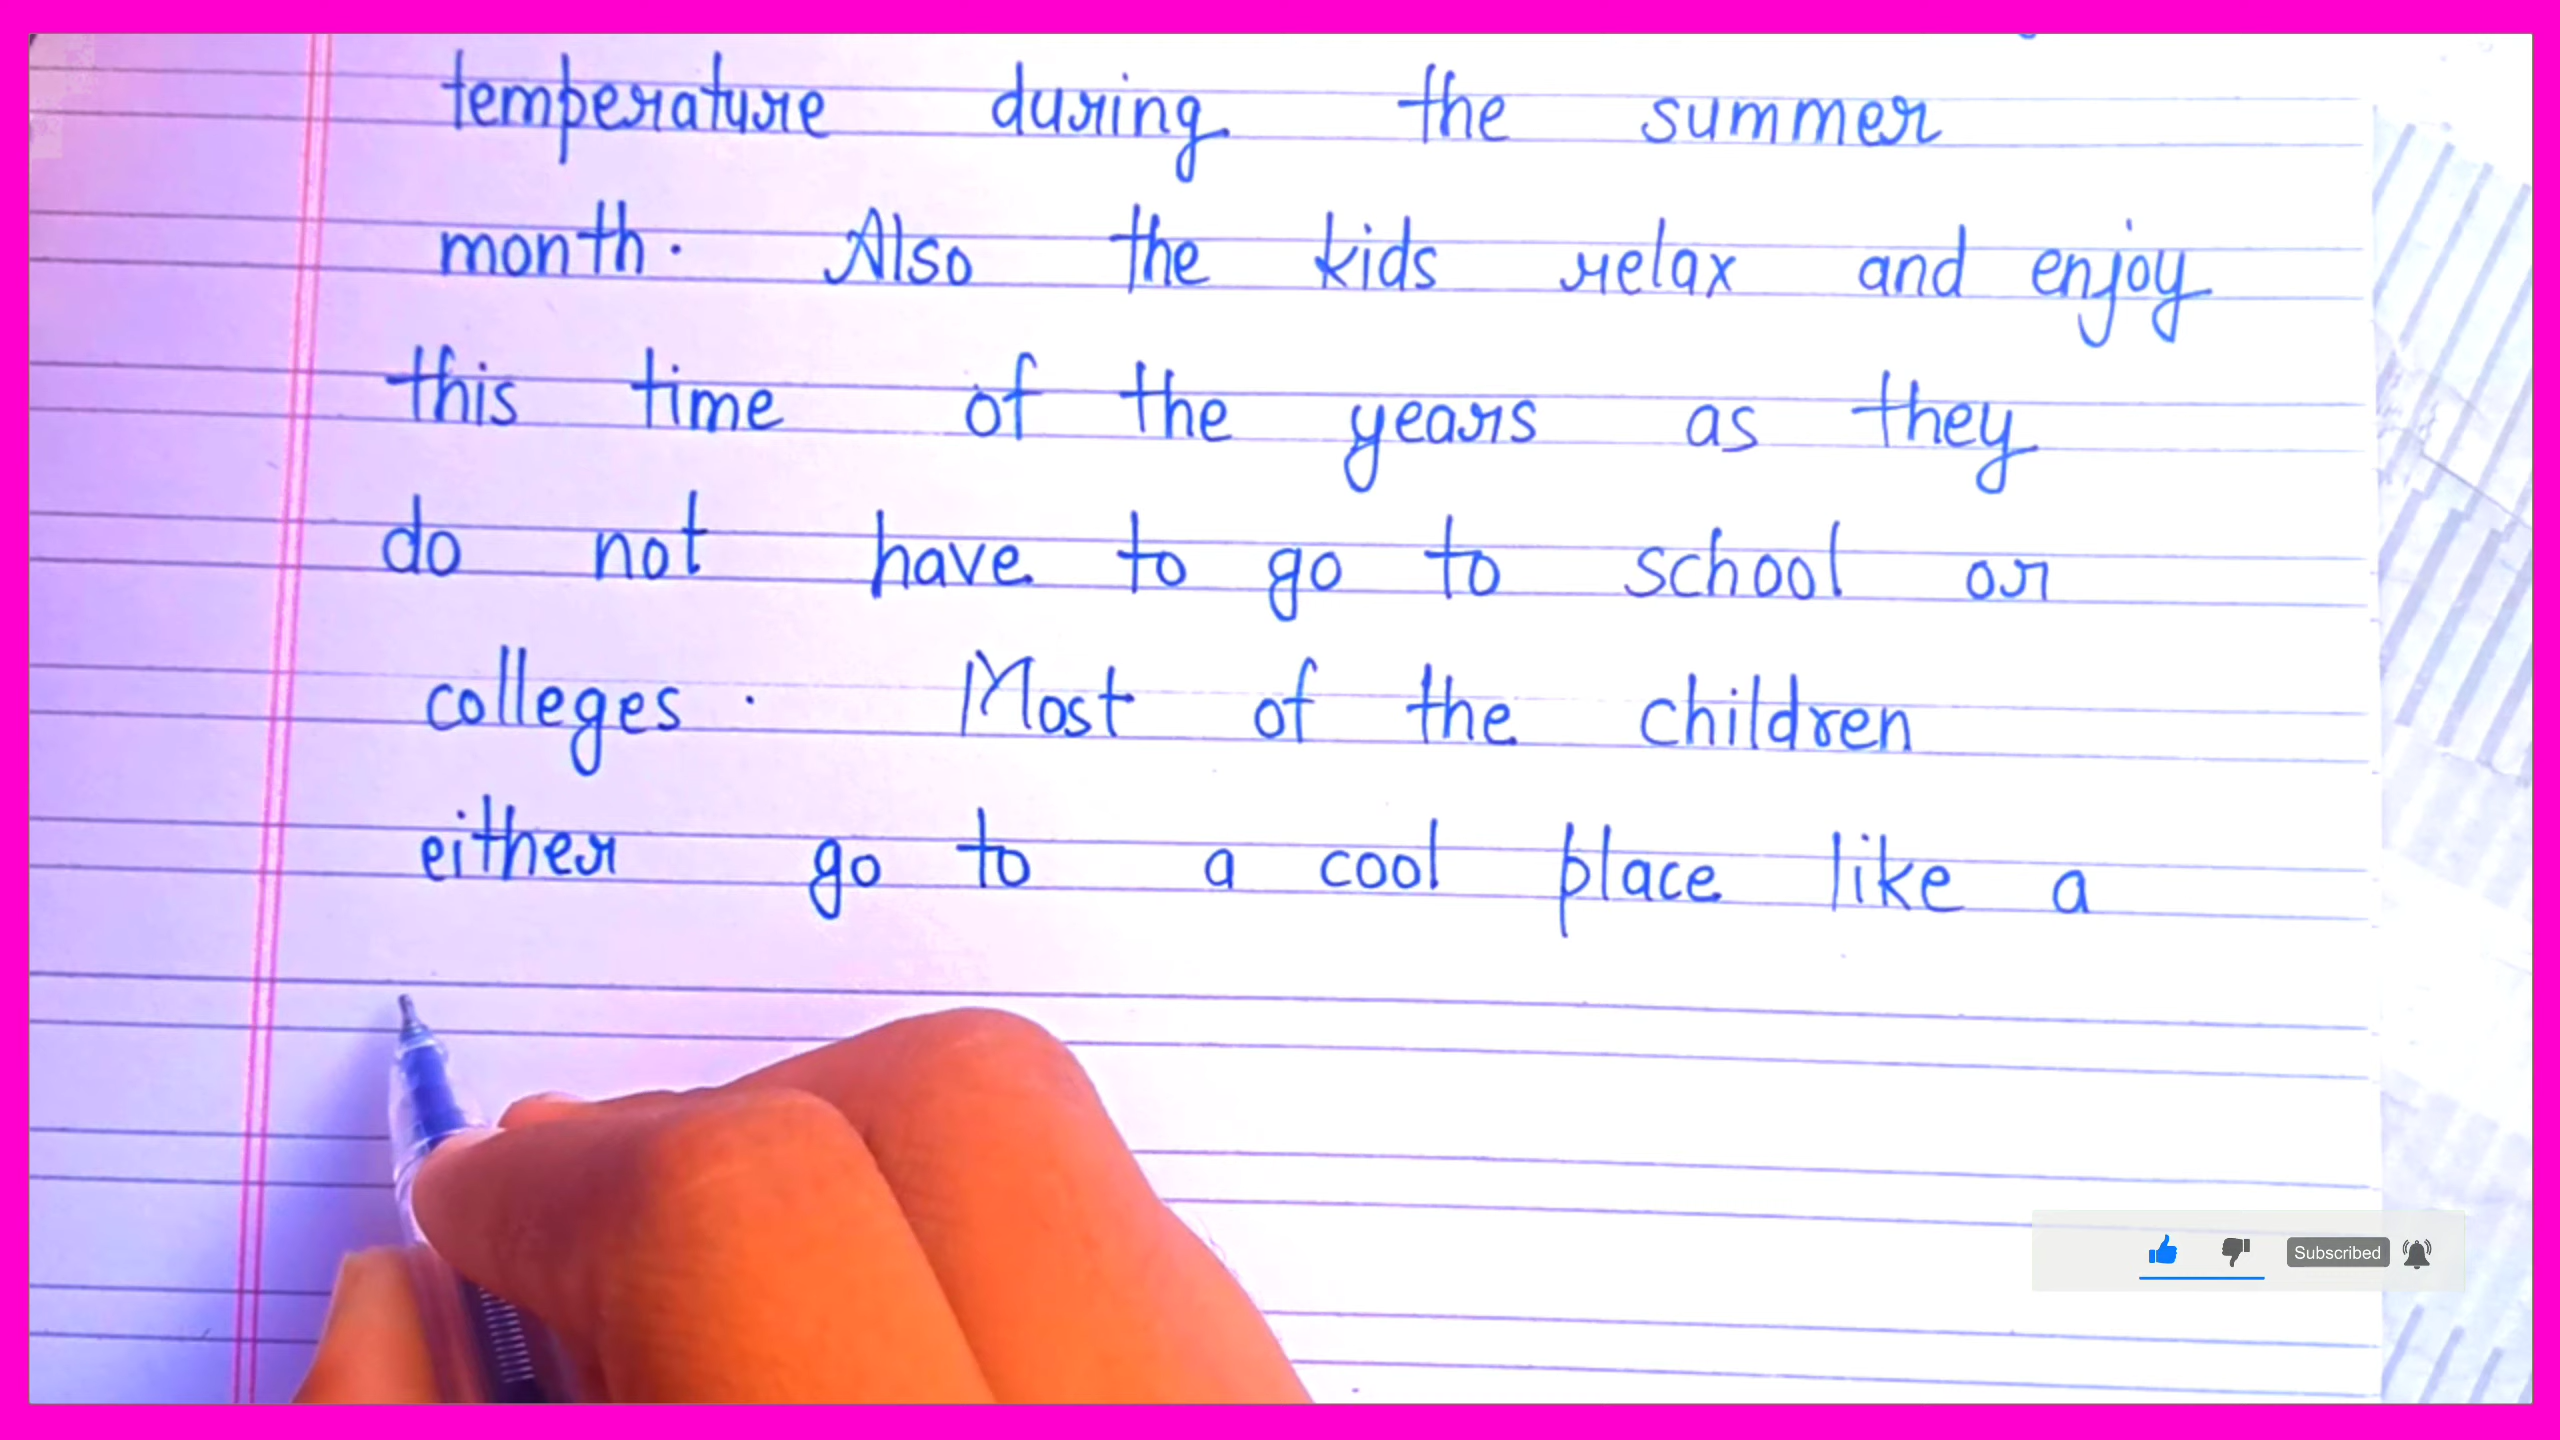 temperature during the summer
month. Also the kids relax and enjoy
this time of the years as they
do not have to go to school or
colleges. Most of the children
either go to a cool place like a
Subscribed